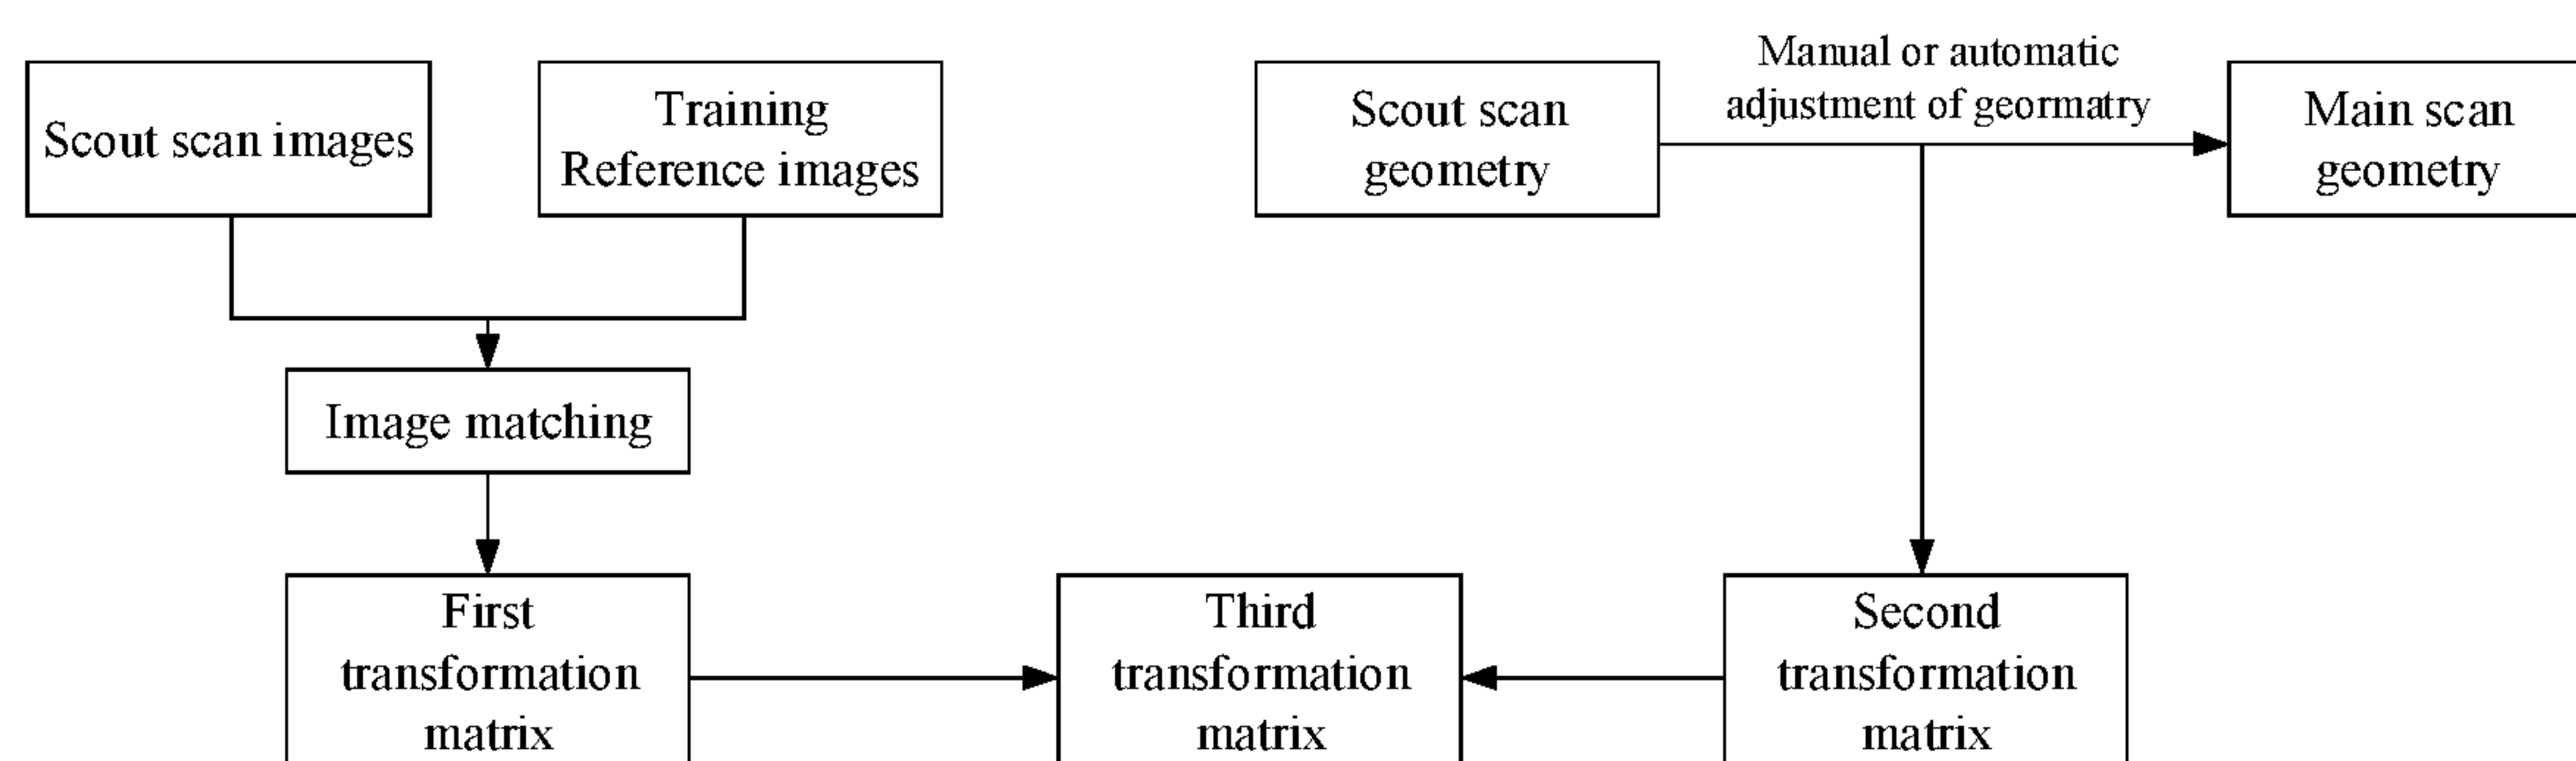 Scout scan images
Training
Reference images
Scout scan
geometry
Manual or automatic
adjustment of geormatry
Main scan
geometry
Image matching
First
transformation
matrix
Third
transformation
matrix
Second
transformation
matrix